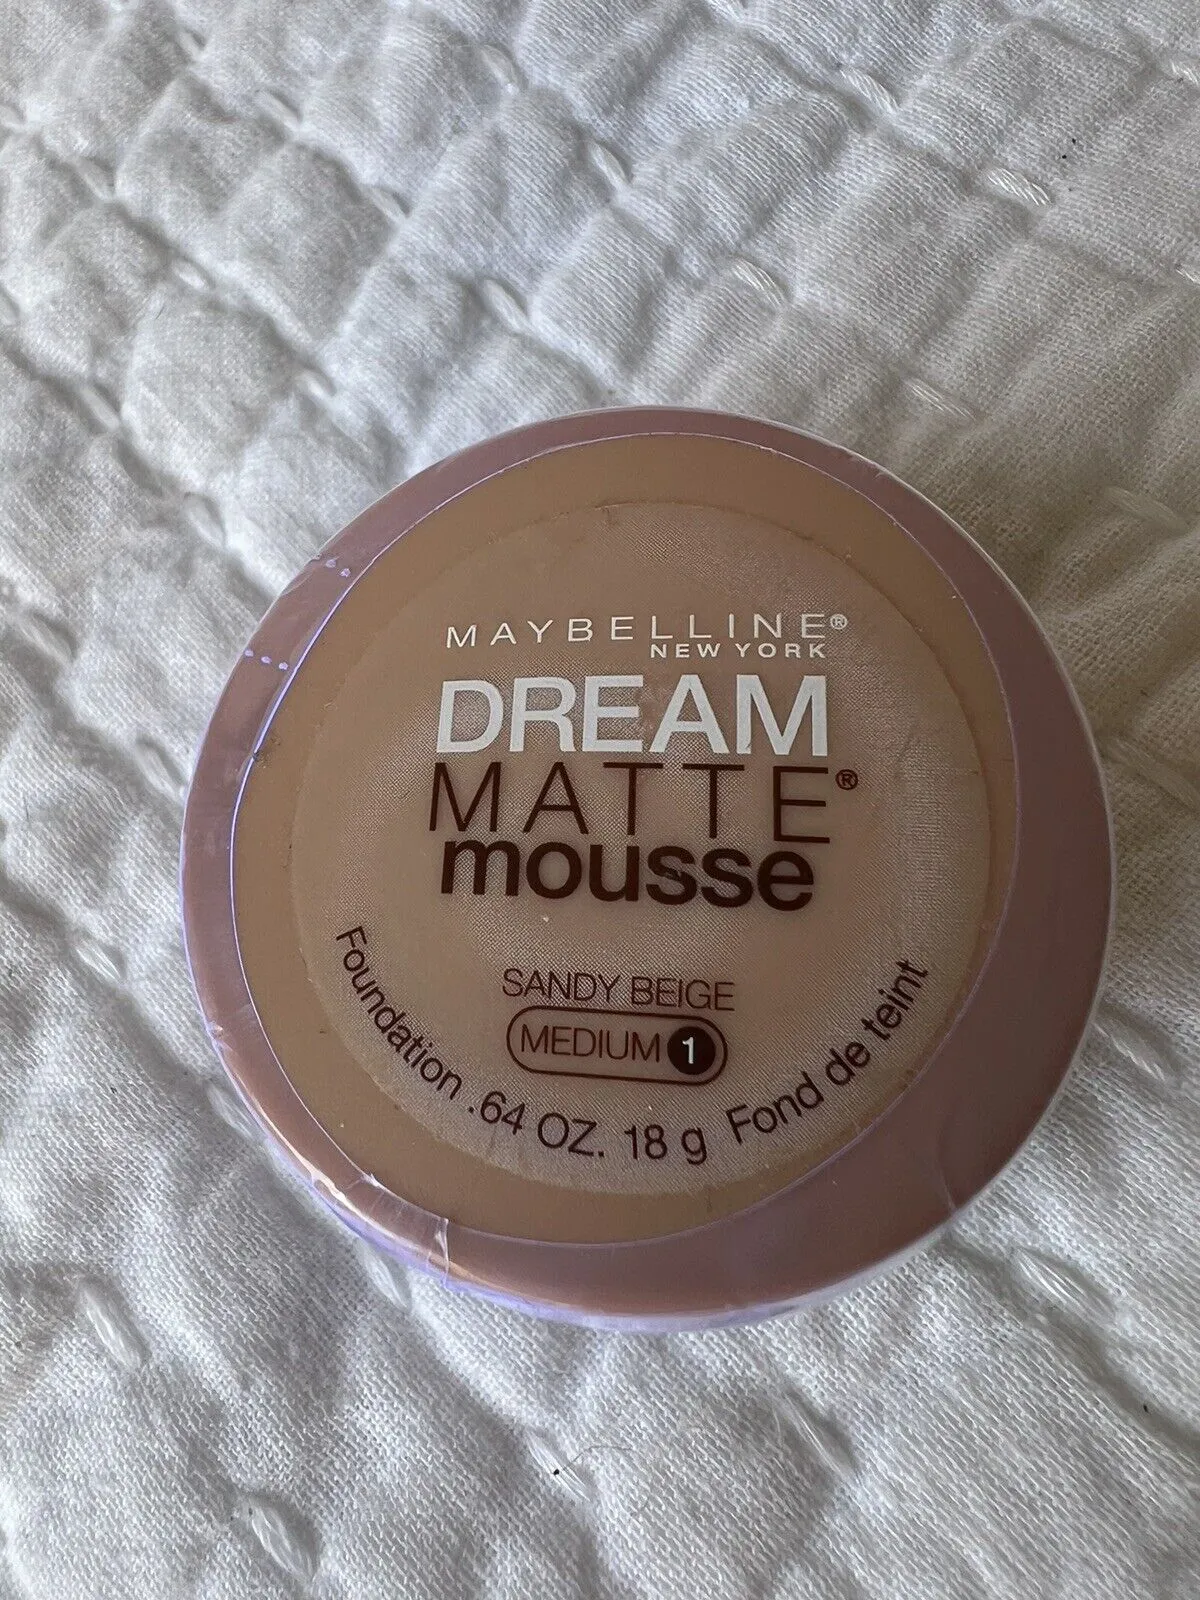 MAYBELLINE®
NEW YORK
DREAM
MATTE®
mousse
SANDY BEIGE
MEDIUM 1
Foundation .64 OZ. 18 g Fond de teint